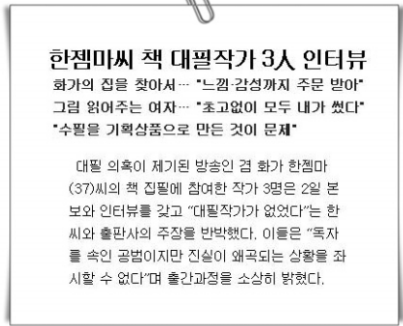 한젬마씨 책 대필작가 3人 인터뷰
화가의 집을 찾아서… "느낌·감성까지 주문 받아"
그림 읽어주는 여자… "초고없이 모두 내가 썼다"
"수필을 기획상품으로 만든 것이 문제"
대필 의혹이 제기된 방송인 겸 화가 한젬마
(37)씨의 책 집필에 참여한 작가 3명은 2일 본
보와 인터뷰를 갖고 “대필작가가 없었다”는 한
씨와 출판사의 주장을 반박했다. 이들은 “독자
를 속인 공범이지만 진실이 왜곡되는 상황을 좌
시할 수 없다”며 출간과정을 소상히 밝혔다.